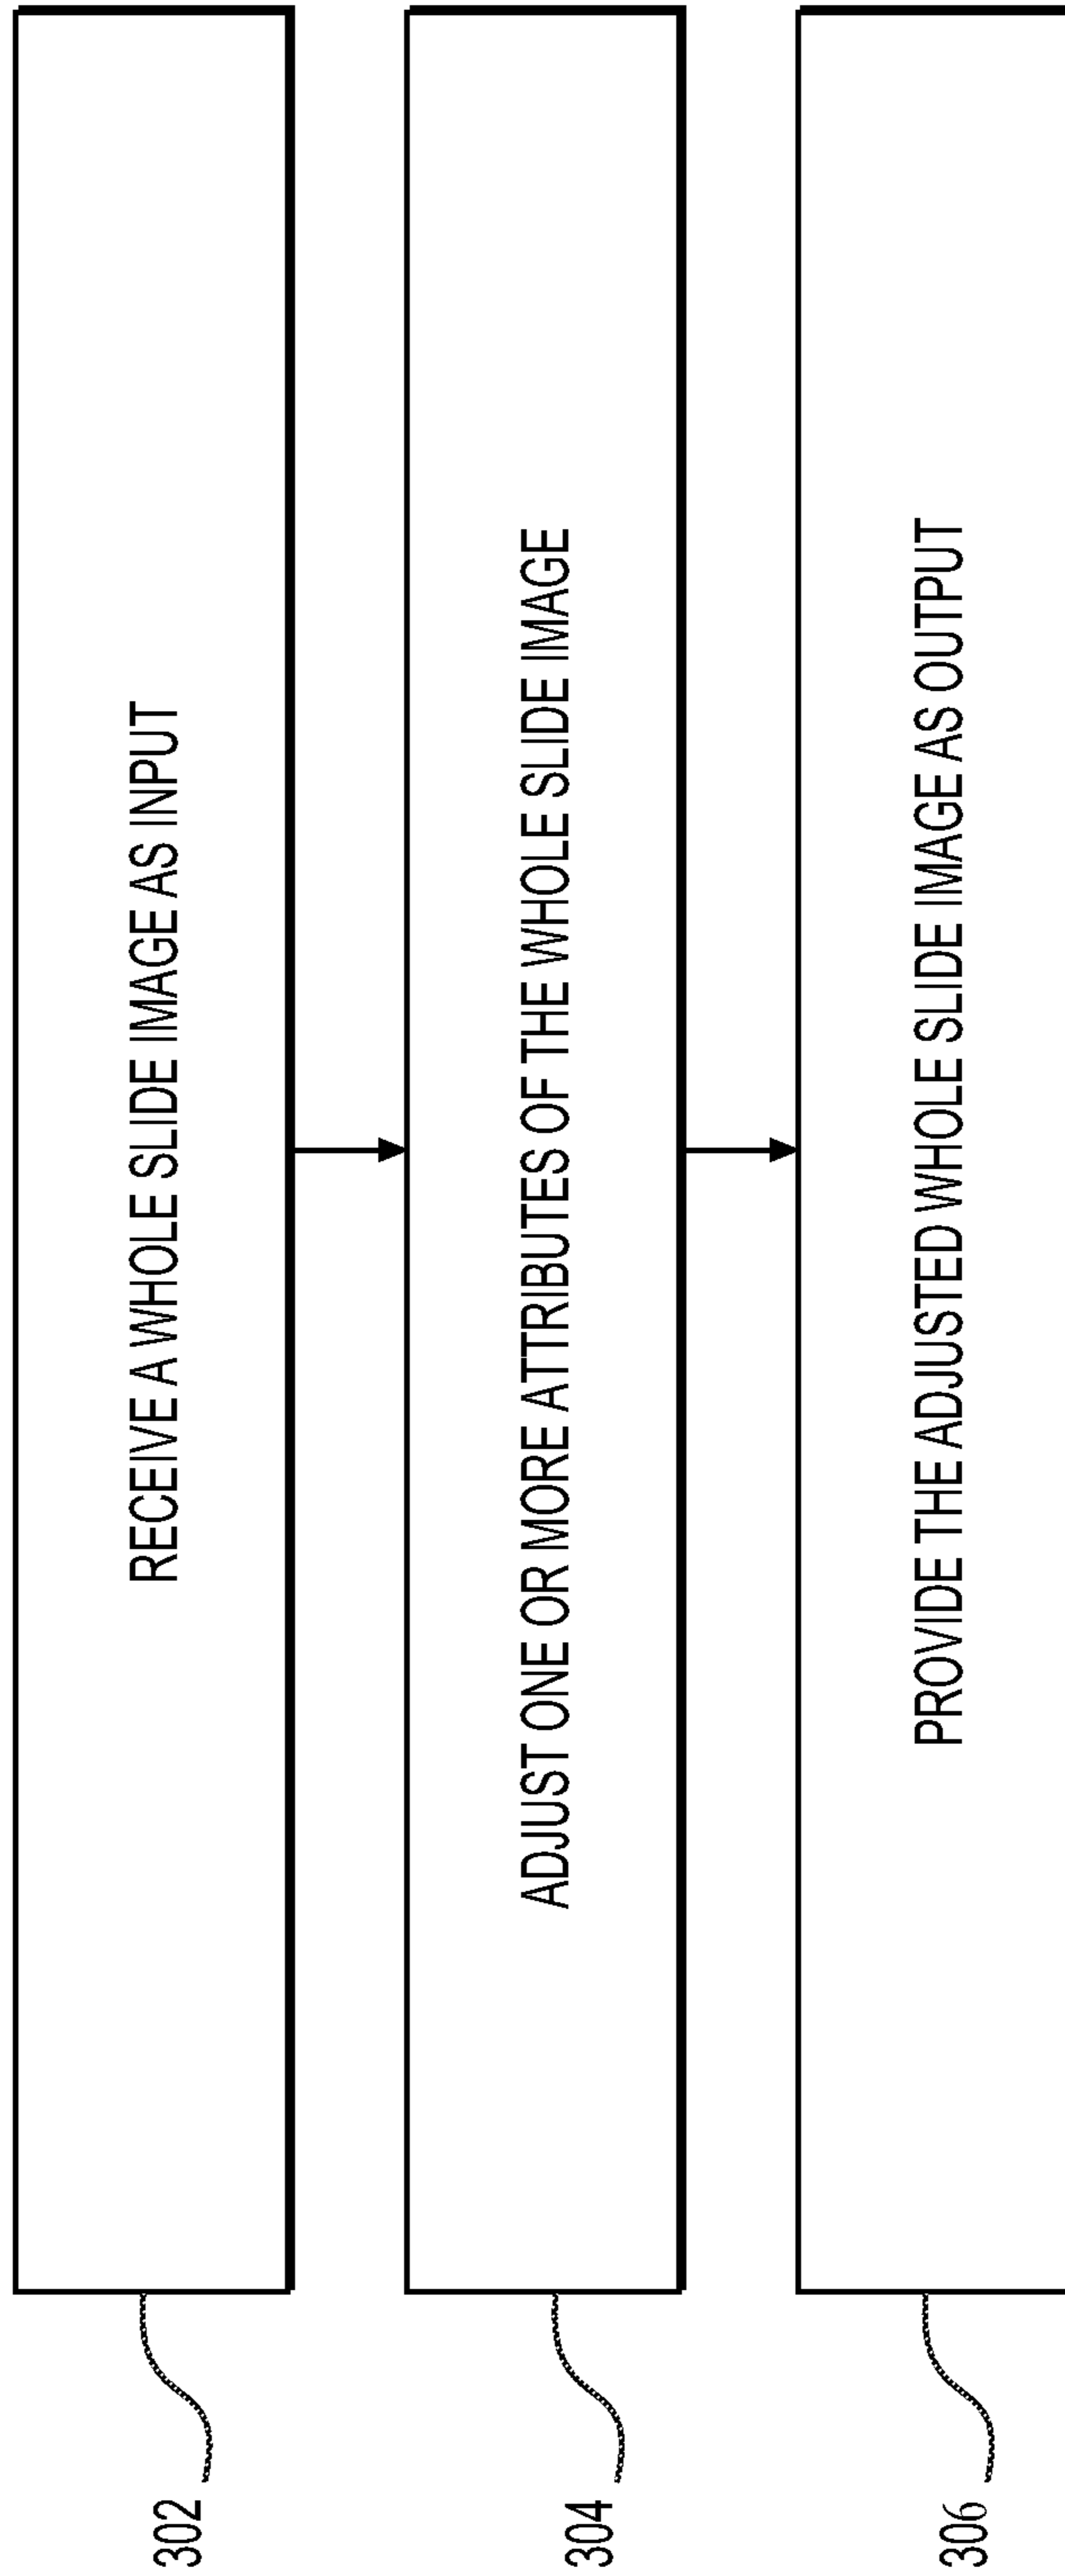 302
RECEIVE A WHOLE SLIDE IMAGE AS INPUT
304
ADJUST ONE OR MORE ATTRIBUTES OF THE WHOLE SLIDE IMAGE
306
PROVIDE THE ADJUSTED WHOLE SLIDE IMAGE AS OUTPUT